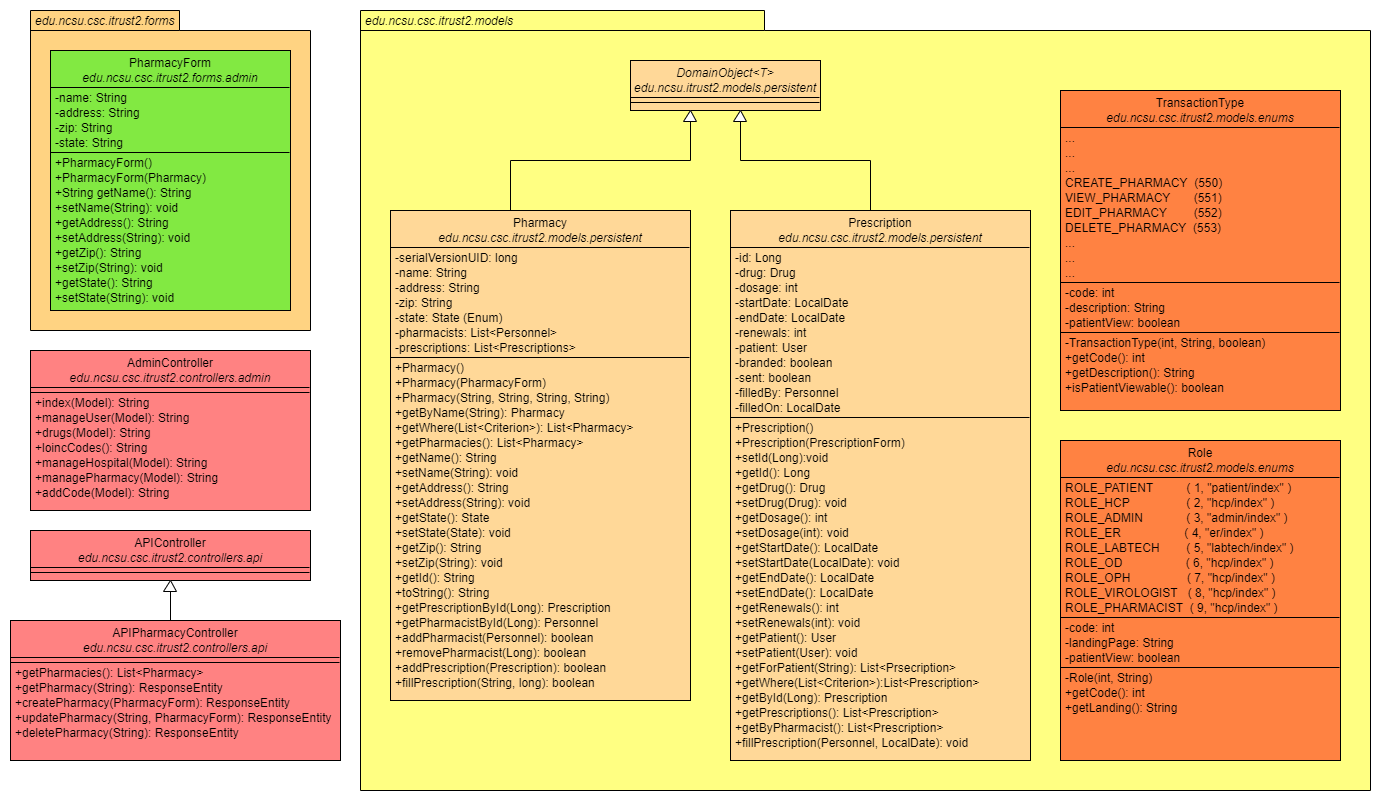 edu.ncsu.csc.itrust2.forms
PharmacyForm
edu.ncsu.csc.itrust2.forms.admin
-name: String
-address: String
-zip: String
-state: String
+PharmacyForm()
+PharmacyForm(Pharmacy)
+String getName(): String
+setName(String): void
+getAddress(): String
+setAddress(String): void
+getZip(): String
+setZip(String): void
+getState(): String
+setState(String): void
AdminController
edu.ncsu.csc.itrust2.controllers.admin
+index(Model): String
+manageUser(Model): String
+drugs(Model): String
+loincCodes(): String
+manageHospital(Model): String
+managePharmacy(Model): String
+addCode(Model): String
APIController
edu.ncsu.csc.itrust2.controllers.api
APIPharmacyController
edu.ncsu.csc.itrust2.controllers.api
+getPharmacies(): List<Pharmacy>
+getPharmacy(String): ResponseEntity
+createPharmacy(PharmacyForm): ResponseEntity
+updatePharmacy(String, PharmacyForm): ResponseEntity
+deletePharmacy(String): ResponseEntity
edu.ncsu.csc.itrust2.models
DomainObject<T>
edu.ncsu.itrust2.models.persistent
Pharmacy
edu.ncsu.csc.itrust2.models.persistent
-serialVersionUID: long
-name: String
-address: String
-zip: String
-state: State (Enum)
-pharmacists: List<Personnel>
-prescriptions: List<Prescriptions>
+Pharmacy()
+Pharmacy(PharmacyForm)
+Pharmacy(String, String, String, String)
+getByName(String): Pharmacy
+getWhere(List<Criterion>): List<Pharmacy>
+getPharmacies(): List<Pharmacy>
+getName(): String
+setName(String): void
+getAddress(): String
+setAddress(String): void
+getState(): State
+setState(State): void
+getZip(): String
+setZip(String): void
+getId(): String
+toString(): String
+getPrescriptionById(Long): Prescription
+getPharmacistById(Long): Personnel
+addPharmacist(Personnel): boolean
+removePharmacist(Long): boolean
+addPrescription(Prescription): boolean
+fillPrescription(String, long): boolean
Prescription
edu.ncsu.csc.itrust2.models.persistent
-id: Long
-drug: Drug
-dosage: int
-startDate: LocalDate
-endDate: LocalDate
-renewals: int
-patient: User
-branded: boolean
-sent: boolean
-filledBy: Personnel
-filledOn: LocalDate
+Prescription()
+Prescription(PrescriptionForm)
+setId(Long):void
+getId(): Long
+getDrug(): Drug
+setDrug(Drug): void
+getDosage(): int
+setDosage(int): void
+getStartDate(): LocalDate
+setStartDate(LocalDate): void
+getEndDate(): LocalDate
+setEndDate(): LocalDate
+getRenewals(): int
+setRenewals(int): void
+getPatient(): User
+setPatient(User): void
+getForPatient(String): List<Prsecription>
+getWhere(List<Criterion>):List<Prescription>
+getById(Long): Prescription
+getPrescriptions(): List<Prescription>
+getByPharmacist(): List<Prescription>
+fillPrescription(Personnel, LocalDate): void
TransactionType
edu.ncsu.csc.itrust2.models.enums
...
...
...
CREATE_PHARMACY (550)
VIEW_PHARMACY (551)
EDIT_PHARMACY (552)
DELETE_PHARMACY (553)
...
...
...
-code: int
-description: String
-patientView: boolean
-TransactionType(int, String, boolean)
+getCode(): int
+getDescription(): String
+isPatientViewable(): boolean
Role
edu.ncsu.csc.itrust2.models.enums
ROLE_PATIENT ( 1, "patient/index" )
ROLE_HCP ( 2, "hcp/index" )
ROLE_ADMIN ( 3, "admin/index" )
ROLE_ER ( 4, "er/index" )
ROLE_LABTECH ( 5, "labtech/index" )
ROLE_OD ( 6, "hcp/index" )
ROLE_OPH ( 7, "hcp/index" )
ROLE_VIROLOGIST ( 8, "hcp/index" )
ROLE_PHARMACIST ( 9, "hcp/index" )
-code: int
-landingPage: String
-patientView: boolean
-Role(int, String)
+getCode(): int
+getLanding(): String